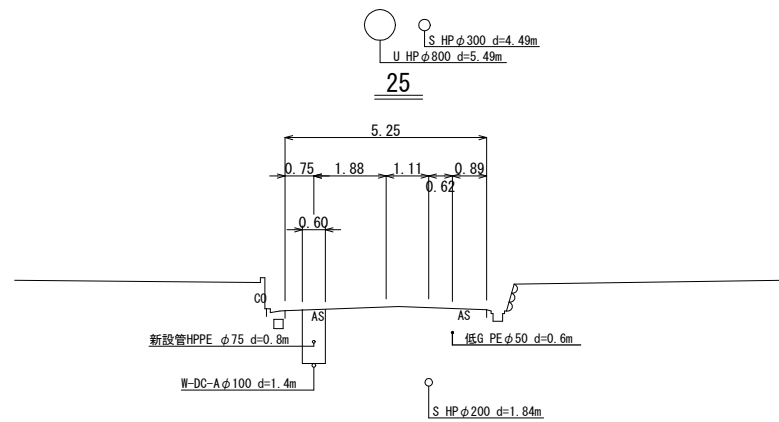 S HPφ300 d=4.49m
U HPφ800 d=5.49m
25
5.25
0.75 1.88 1.11 0.89
0.62
0.60
CO
AS AS
新設管HPPE φ75 d=0.8m 低G PEφ50 d=0.6m
W-DC-Aφ100 d=1.4m
S HPφ200 d=1.84m